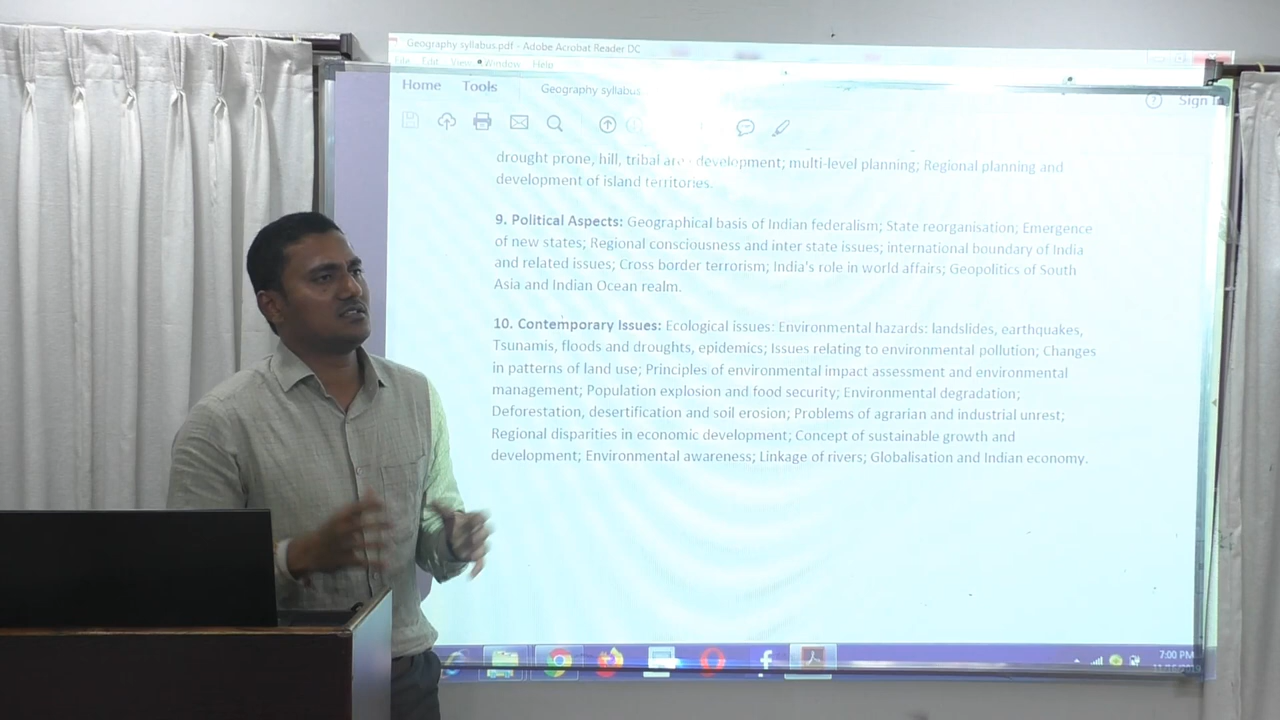 Geography syllabus.pdf - Adobe Acrobat Reader DC
File Edit View Window Help
Home Tools Geography syllabus
Sign In
drought prone, hill, tribal area development; multi-level planning; Regional planning and
development of island territories.
9. Political Aspects: Geographical basis of Indian federalism; State reorganisation; Emergence
of new states; Regional consciousness and inter state issues; international boundary of India
and related issues; Cross border terrorism; India's role in world affairs; Geopolitics of South
Asia and Indian Ocean realm.
10. Contemporary Issues: Ecological issues: Environmental hazards: landslides, earthquakes,
Tsunamis, floods and droughts, epidemics; Issues relating to environmental pollution; Changes
in patterns of land use; Principles of environmental impact assessment and environmental
management; Population explosion and food security; Environmental degradation;
Deforestation, desertification and soil erosion; Problems of agrarian and industrial unrest;
Regional disparities in economic development; Concept of sustainable growth and
development; Environmental awareness; Linkage of rivers; Globalisation and Indian economy.
7:00 PM